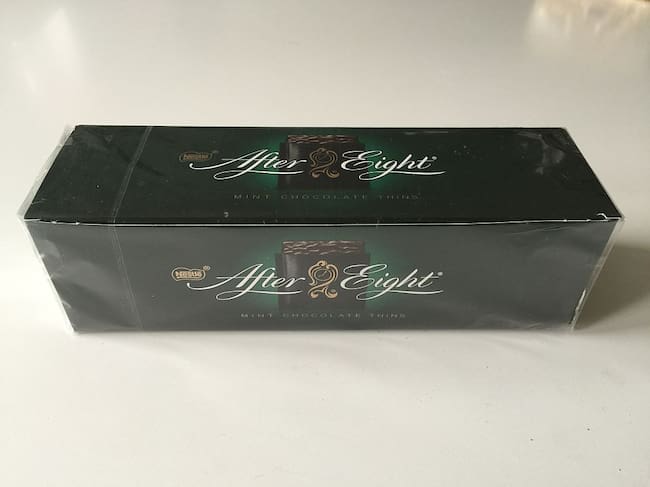 Nestlé® After Eight®
MINT CHOCOLATE THINS
Nestlé® After Eight®
MINT CHOCOLATE THINS